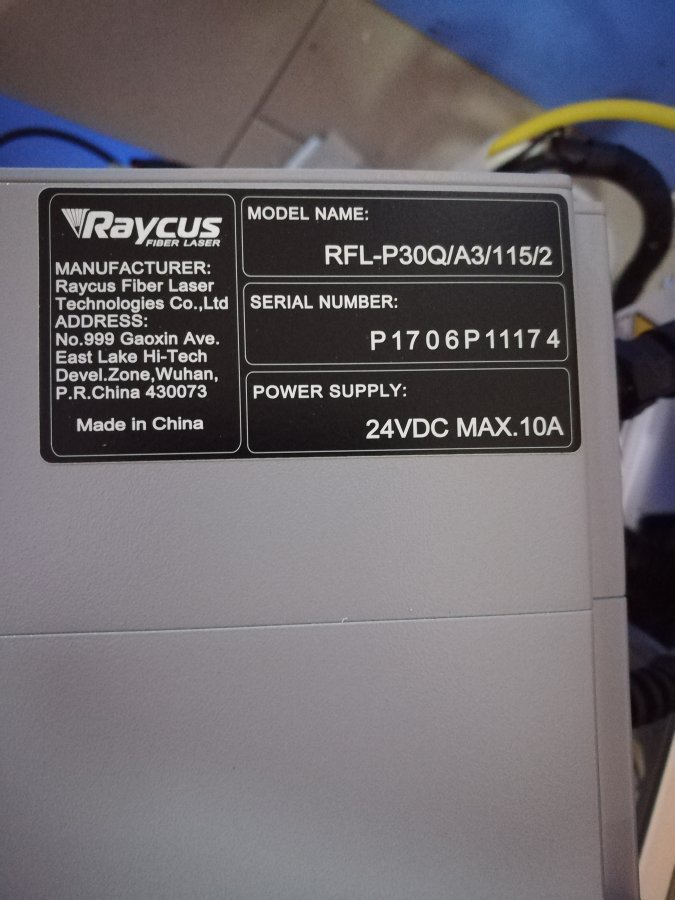 Raycus
FIBER LASER
MANUFACTURER:
Raycus Fiber Laser
Technologies Co.,Ltd
ADDRESS:
No.999 Gaoxin Ave.
East Lake Hi-Tech
Devel.Zone,Wuhan,
P.R.China 430073
Made in China
MODEL NAME:
RFL-P30Q/A3/115/2
SERIAL NUMBER:
P1706P11174
POWER SUPPLY:
24VDC MAX.10A